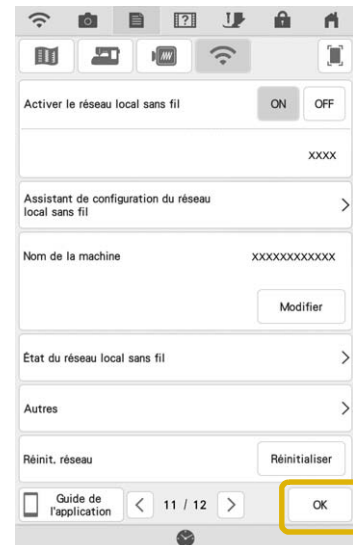 Activer le réseau local sans fil
ON
OFF
xxxx
Assistant de configuration du réseau
local sans fil
Nom de la machine
xxxxxxxxxxxx
Modifier
État du réseau local sans fil
Autres
Réinit. réseau
Réinitialiser
Guide de
l'application
11 / 12
OK